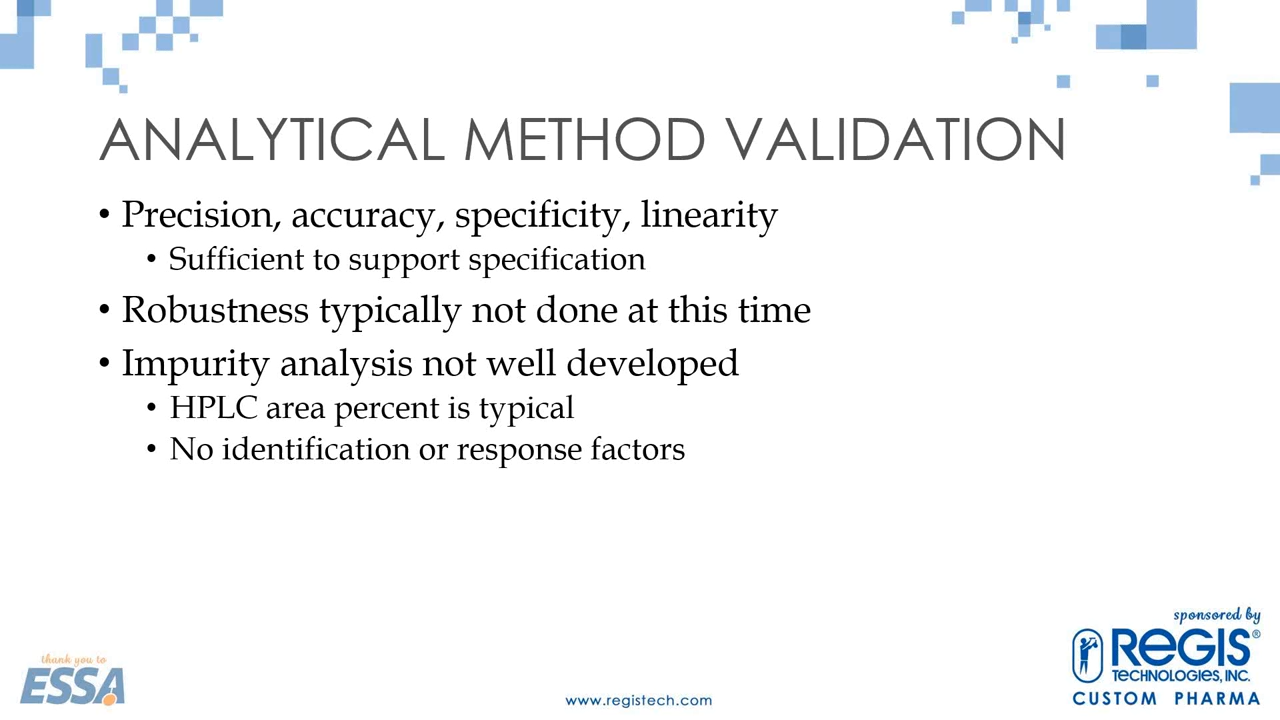 ANALYTICAL METHOD VALIDATION
• Precision, accuracy, specificity, linearity
• Sufficient to support specification
• Robustness typically not done at this time
• Impurity analysis not well developed
• HPLC area percent is typical
• No identification or response factors
thank you to
ESSA
www.registech.com
sponsored by
REGIS®
TECHNOLOGIES, INC.
CUSTOM PHARMA